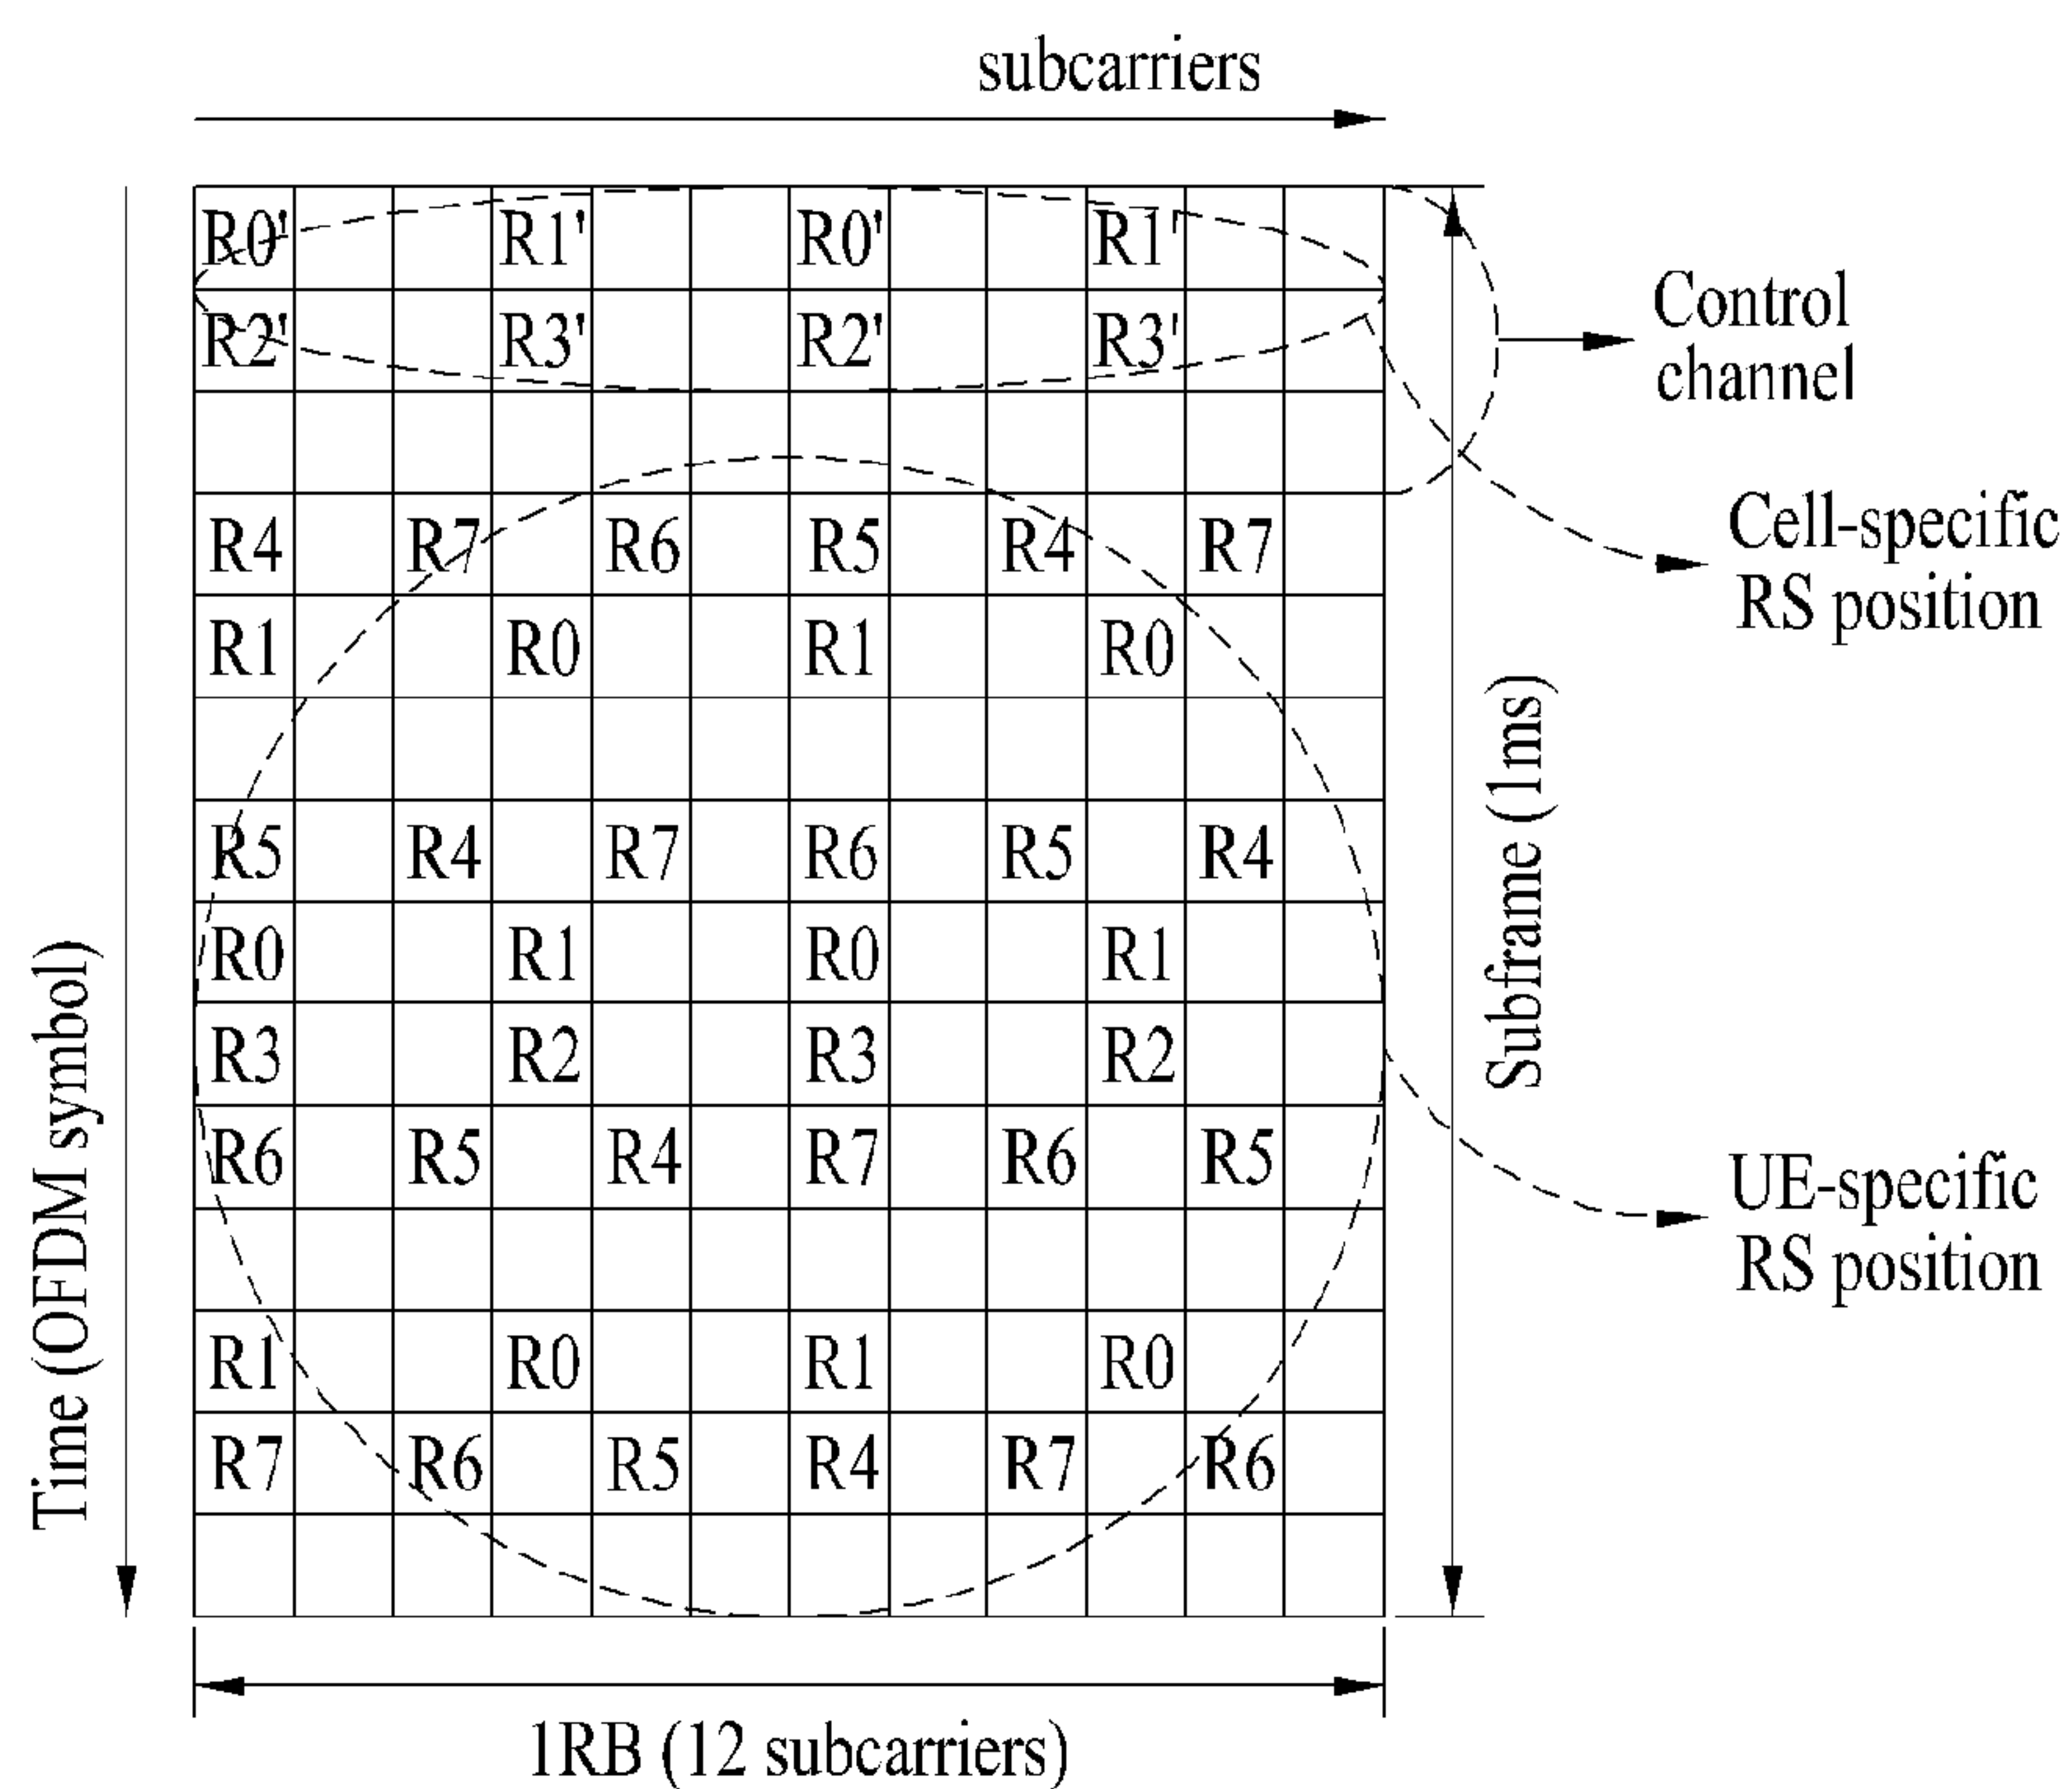 subcarriers
R0' R1' R0' R1'
R2' R3' R2' R3'
Control
channel
R4 R7 R6 R5 R4 R7
Cell-specific
RS position
R1 R0 R1 R0
R5 R4 R7 R6 R5 R4
R0 R1 R0 R1
R3 R2 R3 R2
R6 R5 R4 R7 R6 R5
R1 R0 R1 R0
R7 R6 R5 R4 R7 R6
Subframe (1ms)
UE-specific
RS position
Time (OFDM symbol)
1RB (12 subcarriers)